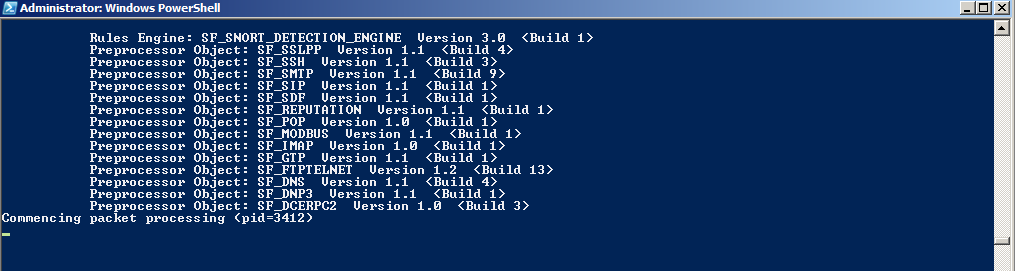 Administrator: Windows PowerShell
Rules Engine: SF_SNORT_DETECTION_ENGINE  Version 3.0  <Build 1>
Preprocessor Object: SF_SSLPP  Version 1.1  <Build 4>
Preprocessor Object: SF_SSH  Version 1.1  <Build 3>
Preprocessor Object: SF_SMTP  Version 1.1  <Build 9>
Preprocessor Object: SF_SIP  Version 1.1  <Build 1>
Preprocessor Object: SF_SDF  Version 1.1  <Build 1>
Preprocessor Object: SF_REPUTATION  Version 1.1  <Build 1>
Preprocessor Object: SF_POP  Version 1.0  <Build 1>
Preprocessor Object: SF_MODBUS  Version 1.1  <Build 1>
Preprocessor Object: SF_IMAP  Version 1.0  <Build 1>
Preprocessor Object: SF_GTP  Version 1.1  <Build 1>
Preprocessor Object: SF_FTPTELNET  Version 1.2  <Build 13>
Preprocessor Object: SF_DNS  Version 1.1  <Build 4>
Preprocessor Object: SF_DNP3  Version 1.1  <Build 1>
Preprocessor Object: SF_DCERPC2  Version 1.0  <Build 3>
Commencing packet processing (pid=3412)